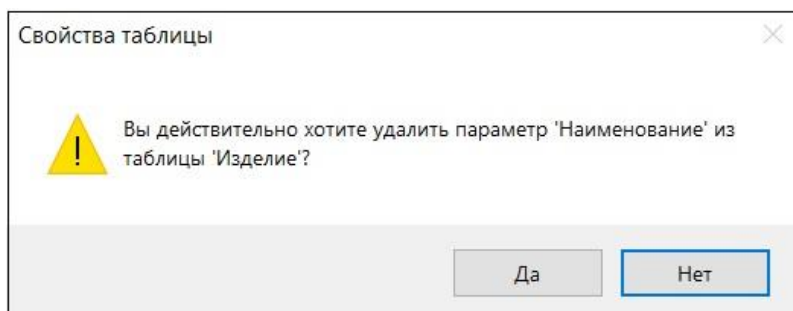 Свойства таблицы
Вы действительно хотите удалить параметр 'Наименование' из
таблицы 'Изделие'?
Да
Нет